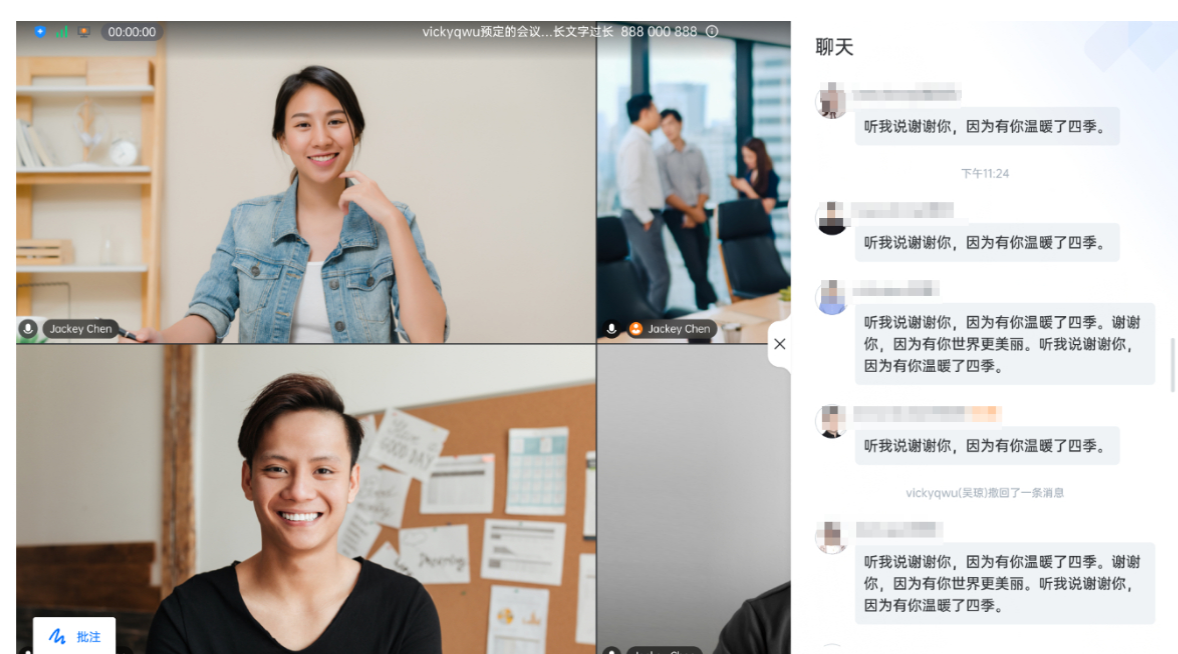 00:00:00
vickyqwu预定的会议...长文字过长 888 000 888
Jackey Chen
Jackey Chen
GOOD DAY
批注
Jackey Chen
聊天
听我说谢谢你，因为有你温暖了四季。
下午11:24
听我说谢谢你，因为有你温暖了四季。
听我说谢谢你，因为有你温暖了四季。谢谢
你，因为有你世界更美丽。听我说谢谢你，
因为有你温暖了四季。
听我说谢谢你，因为有你温暖了四季。
vickyqwu(吴琼)撤回了一条消息
听我说谢谢你，因为有你温暖了四季。谢谢
你，因为有你世界更美丽。听我说谢谢你，
因为有你温暖了四季。